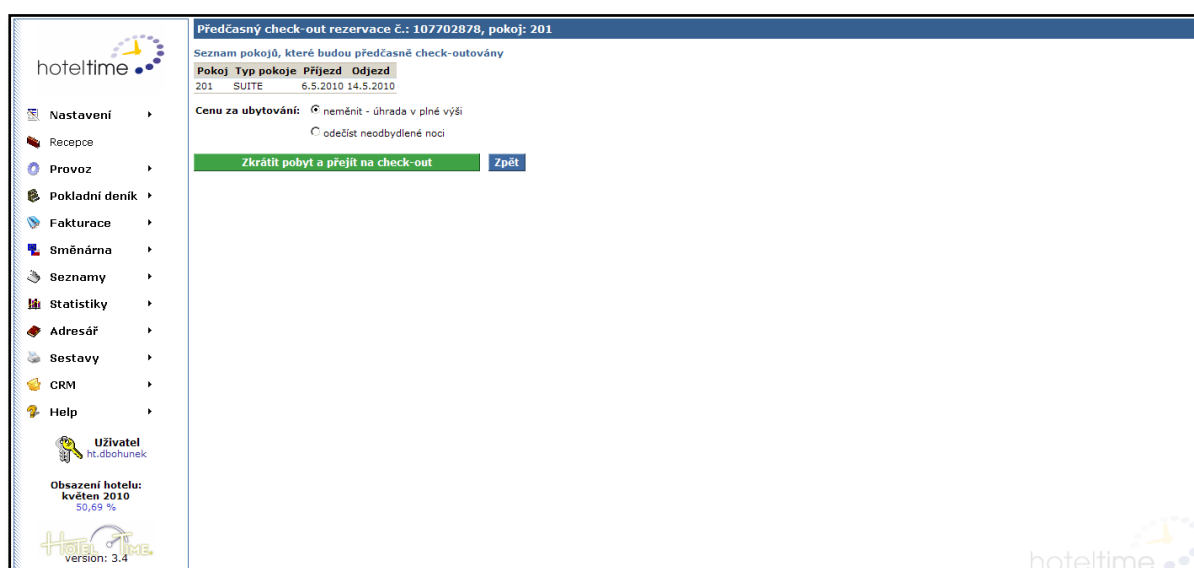 hoteltime
Nastavení
Recepce
Provoz
Pokladní deník
Fakturace
Směnárna
Seznamy
Statistiky
Adresář
Sestavy
CRM
Help
Uživatel
ht.dbohunek
Obsazení hotelu:
květen 2010
50,69 %
HOTEL TIME.
version: 3.4
Předčasný check-out rezervace č.: 107702878, pokoj: 201
Seznam pokojů, které budou předčasně check-outovány
Pokoj Typ pokoje Příjezd Odjezd
201 SUITE 6.5.2010 14.5.2010
Cenu za ubytování: neměnit - úhrada v plné výši
odečíst neodbydlené noci
Zkrátit pobyt a přejít na check-out Zpět
hoteltime